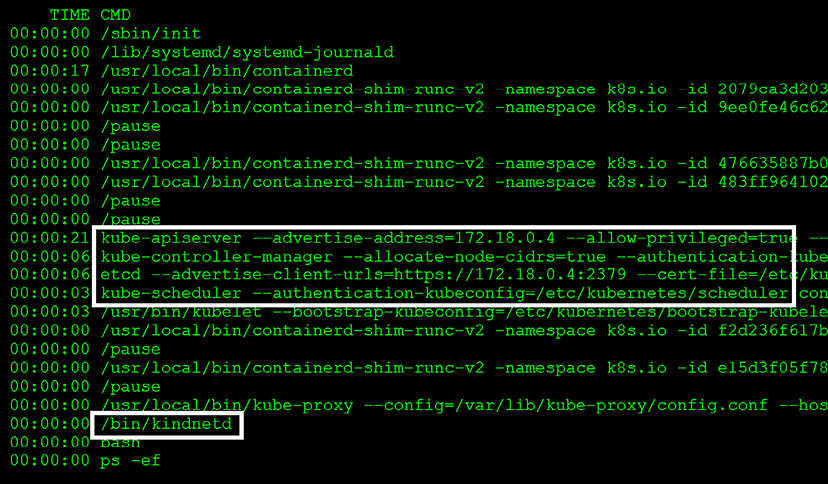 TIME CMD
00:00:00 /sbin/init
00:00:00 /lib/systemd/systemd-journald
00:00:17 /usr/local/bin/containerd
00:00:00 /usr/local/bin/containerd-shim-runc-v2 -namespace k8s.io -id 2079ca3d203
00:00:00 /usr/local/bin/containerd-shim-runc-v2 -namespace k8s.io -id 9ee0fe46c62
00:00:00 /pause
00:00:00 /pause
00:00:00 /usr/local/bin/containerd-shim-runc-v2 -namespace k8s.io -id 476635887b0
00:00:00 /usr/local/bin/containerd-shim-runc-v2 -namespace k8s.io -id 483ff964102
00:00:00 /pause
00:00:00 /pause
00:00:21 kube-apiserver --advertise-address=172.18.0.4 --allow-privileged=true --
00:00:06 kube-controller-manager --allocate-node-cidrs=true --authentication-kube
00:00:06 etcd --advertise-client-urls=https://172.18.0.4:2379 --cert-file=/etc/ku
00:00:03 kube-scheduler --authentication-kubeconfig=/etc/kubernetes/scheduler con
00:00:03 /usr/bin/kubelet --bootstrap-kubeconfig=/etc/kubernetes/bootstrap-kubele
00:00:00 /usr/local/bin/containerd-shim-runc-v2 -namespace k8s.io -id f2d236f617b
00:00:00 /pause
00:00:00 /usr/local/bin/containerd-shim-runc-v2 -namespace k8s.io -id e15d3f05f78
00:00:00 /pause
00:00:00 /usr/local/bin/kube-proxy --config=/var/lib/kube-proxy/config.conf --hos
00:00:00 /bin/kindnetd
00:00:00 bash
00:00:00 ps -ef